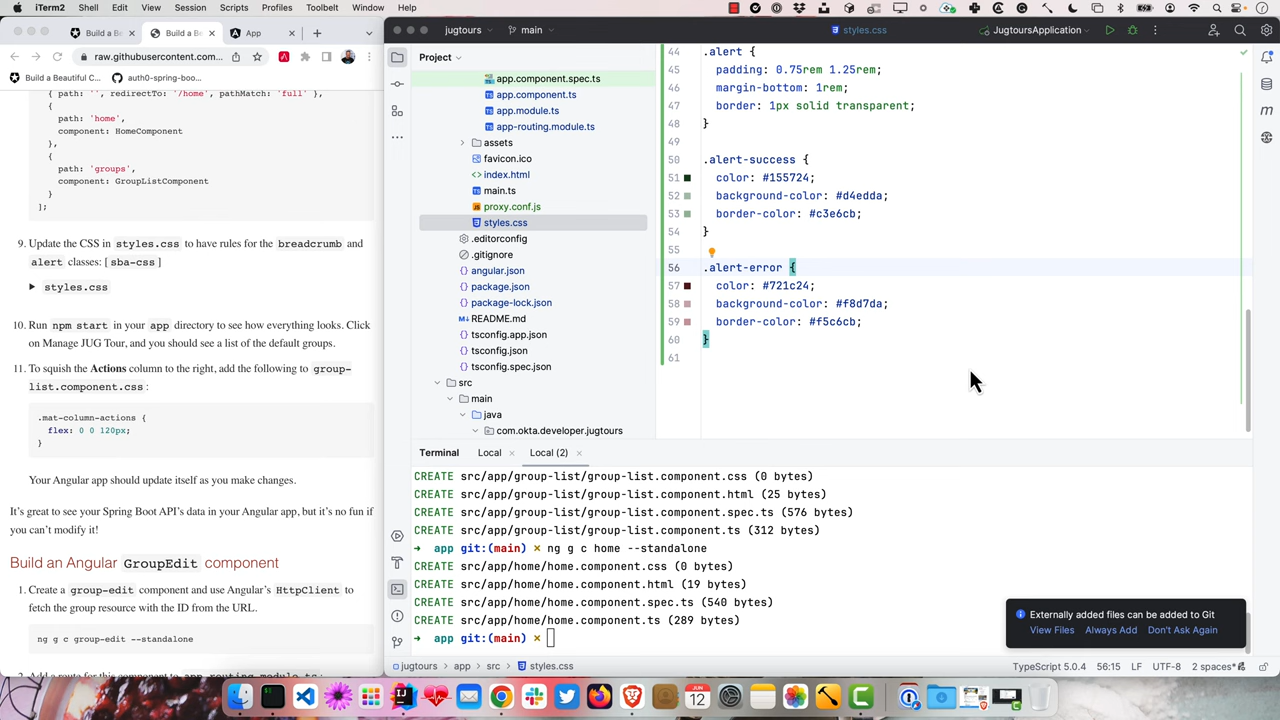 iTerm2 Shell Edit View Session Scripts Profiles Toolbelt Window Help
JUN
12
Build a B
Build a Be
App
raw.githubusercontent.com...
Build a Beautiful C...
auth0-spring-boo...
{ path: '', redirectTo: '/home', pathMatch: 'full' },
{
path: 'home',
component: HomeComponent
},
{
path: 'groups',
component: GroupListComponent
}
];
9. Update the CSS in styles.css to have rules for the breadcrumb and
alert classes: [ sba-css ]
styles.css
10. Run npm start in your app directory to see how everything looks. Click
on Manage JUG Tour, and you should see a list of the default groups.
11. To squish the Actions column to the right, add the following to group-
list.component.css :
.mat-column-actions {
flex: 0 0 120px;
}
Your Angular app should update itself as you make changes.
It's great to see your Spring Boot API's data in your Angular app, but it's no fun if
you can't modify it!
Build an Angular GroupEdit component
1. Create a group-edit component and use Angular's HttpClient to
fetch the group resource with the ID from the URL.
ng g c group-edit --standalone
2. Add a route for this component to app-routing.module.ts :
jugtours main styles.css JugtoursApplication
Project
app.component.spec.ts
app.component.ts
app.module.ts
app-routing.module.ts
assets
favicon.ico
index.html
main.ts
proxy.conf.js
styles.css
.editorconfig
.gitignore
angular.json
package.json
package-lock.json
README.md
tsconfig.app.json
tsconfig.json
tsconfig.spec.json
src
main
java
com.okta.developer.jugtours
44 .alert {
45 padding: 0.75rem 1.25rem;
46 margin-bottom: 1rem;
47 border: 1px solid transparent;
48 }
49
50 .alert-success {
51 color: #155724;
52 background-color: #d4edda;
53 border-color: #c3e6cb;
54 }
55
56 .alert-error {
57 color: #721c24;
58 background-color: #f8d7da;
59 border-color: #f5c6cb;
60 }
61
Terminal Local Local (2)
CREATE src/app/group-list/group-list.component.css (0 bytes)
CREATE src/app/group-list/group-list.component.html (25 bytes)
CREATE src/app/group-list/group-list.component.spec.ts (576 bytes)
CREATE src/app/group-list/group-list.component.ts (312 bytes)
→ app git:(main) × ng g c home --standalone
CREATE src/app/home/home.component.css (0 bytes)
CREATE src/app/home/home.component.html (19 bytes)
CREATE src/app/home/home.component.spec.ts (540 bytes)
CREATE src/app/home/home.component.ts (289 bytes)
→ app git:(main) ×
Externally added files can be added to Git
View Files Always Add Don't Ask Again
jugtours app src styles.css
TypeScript 5.0.4 56:15 LF UTF-8 2 spaces*